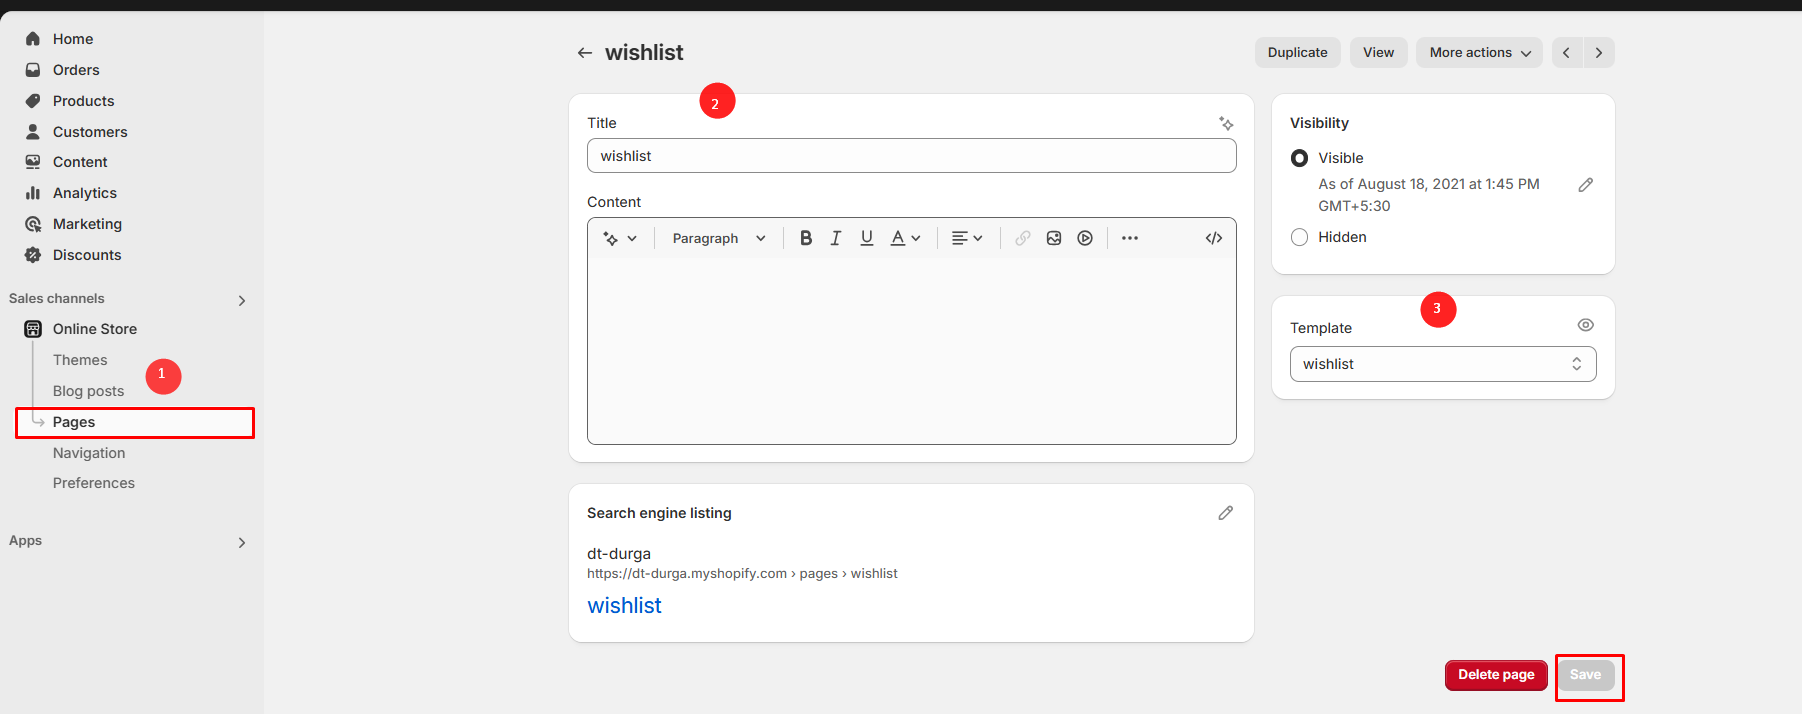 Home
Orders
Products
Customers
Content
Analytics
Marketing
Discounts
Sales channels
Online Store
Themes
1
Blog posts
Pages
Navigation
Preferences
Apps
wishlist
Duplicate
View
More actions
2
Title
wishlist
Content
Paragraph
B I U A
Search engine listing
dt-durga
https://dt-durga.myshopify.com › pages › wishlist
wishlist
Visibility
Visible
As of August 18, 2021 at 1:45 PM
GMT+5:30
Hidden
3
Template
wishlist
Delete page
Save